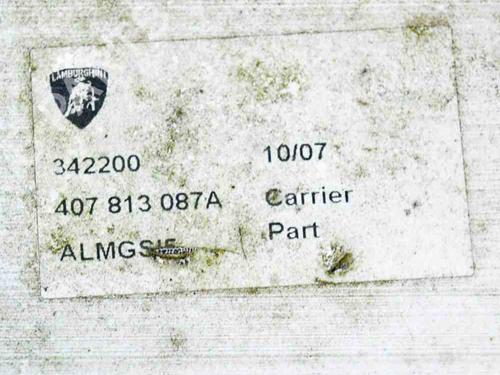 LAMBORGHINI
342200
10/07
407 813 087A
Carrier
Part